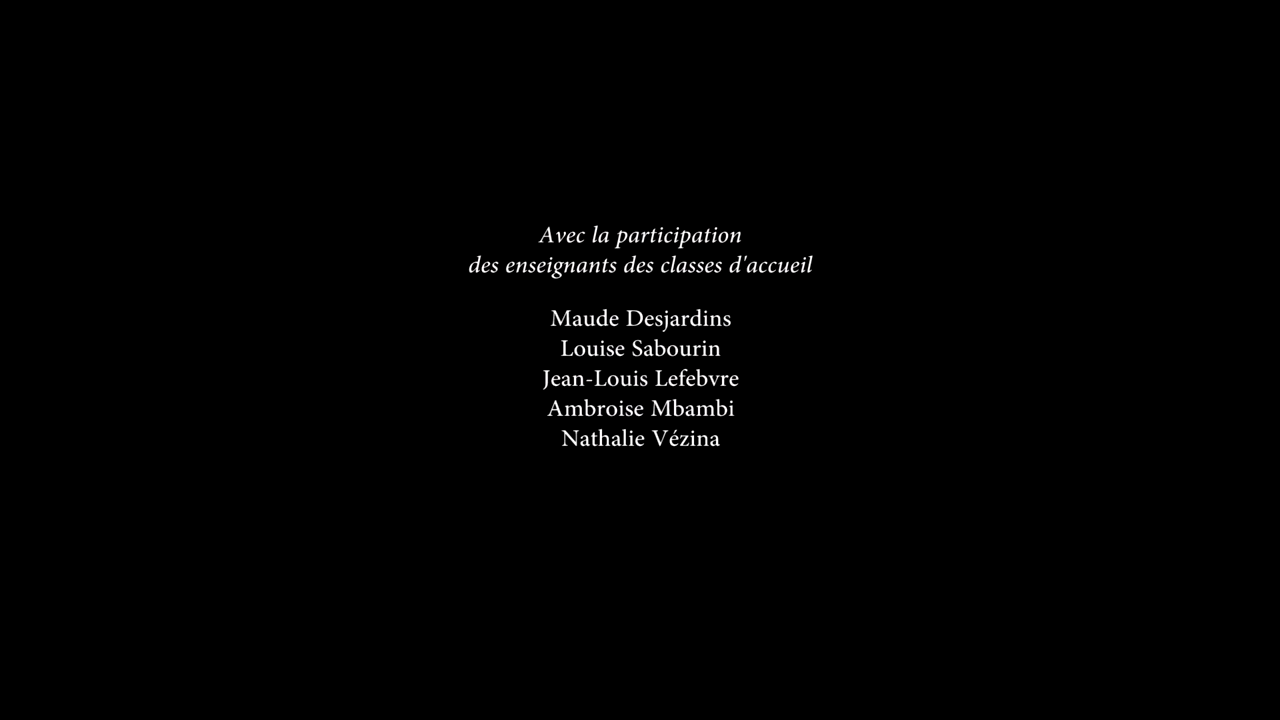 Avec la participation
des enseignants des classes d'accueil
Maude Desjardins
Louise Sabourin
Jean-Louis Lefebvre
Ambroise Mbambi
Nathalie Vézina